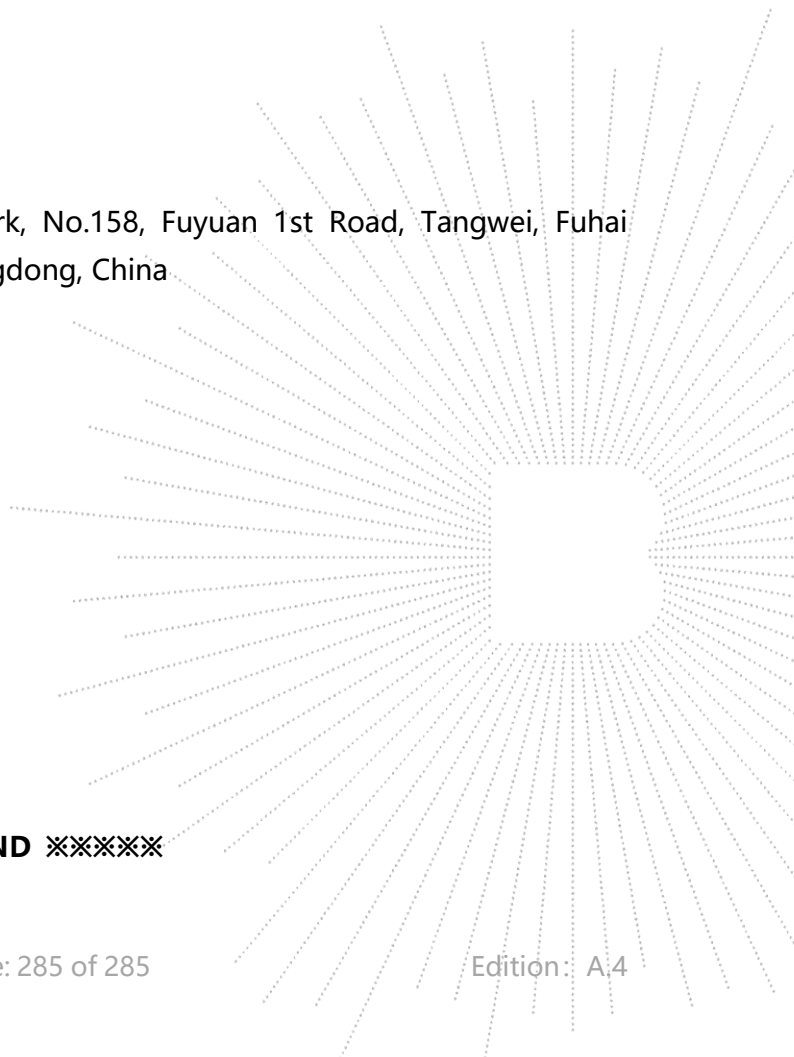 rk, No.158, Fuyuan 1st Road, Tangwei, Fuhai
gdong, China
ND ※※※※※
e: 285 of 285 Edition：A.4